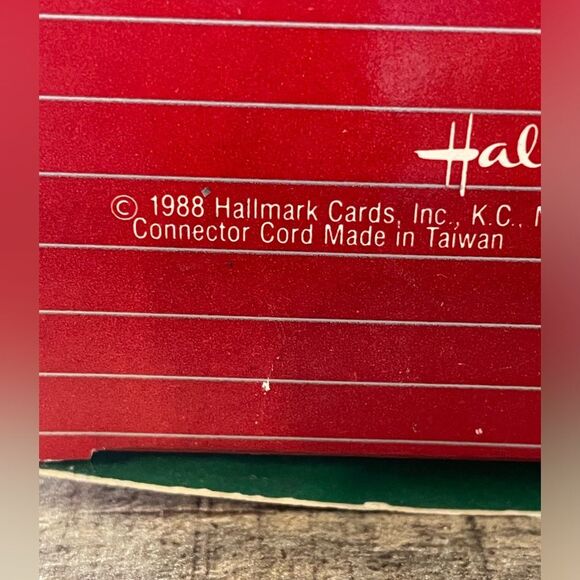 Hal
© 1988 Hallmark Cards, Inc., K.C.,
Connector Cord Made in Taiwan